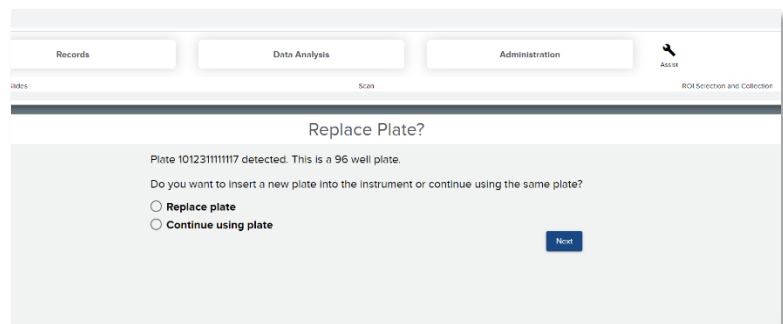 Records Data Analysis Administration
Assist
Slides Scan ROI Selection and Collection
Replace Plate?
Plate 1012311111117 detected. This is a 96 well plate.
Do you want to insert a new plate into the instrument or continue using the same plate?
Replace plate
Continue using plate
Next